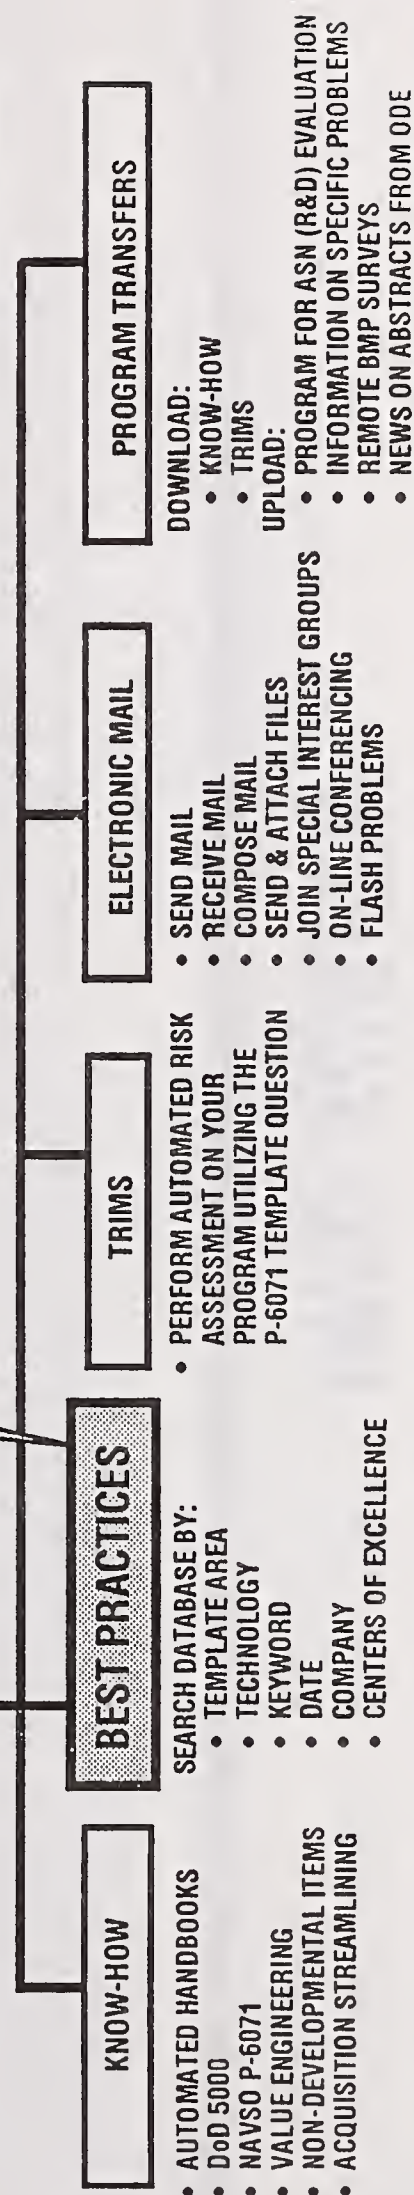 KNOW-HOW
• AUTOMATED HANDBOOKS
• DoD 5000
• NAVSO P-6071
• VALUE ENGINEERING
• NON-DEVELOPMENTAL ITEMS
• ACQUISITION STREAMLINING
BEST PRACTICES
SEARCH DATABASE BY:
• TEMPLATE AREA
• TECHNOLOGY
• KEYWORD
• DATE
• COMPANY
• CENTERS OF EXCELLENCE
TRIMS
• PERFORM AUTOMATED RISK
ASSESSMENT ON YOUR
PROGRAM UTILIZING THE
P-6071 TEMPLATE QUESTION
ELECTRONIC MAIL
• SEND MAIL
• RECEIVE MAIL
• COMPOSE MAIL
• SEND & ATTACH FILES
• JOIN SPECIAL INTEREST GROUPS
• ON-LINE CONFERENCING
• FLASH PROBLEMS
PROGRAM TRANSFERS
DOWNLOAD:
• KNOW-HOW
• TRIMS
UPLOAD:
• PROGRAM FOR ASN (R&D) EVALUATION
• INFORMATION ON SPECIFIC PROBLEMS
• REMOTE BMP SURVEYS
• NEWS ON ABSTRACTS FROM ODE